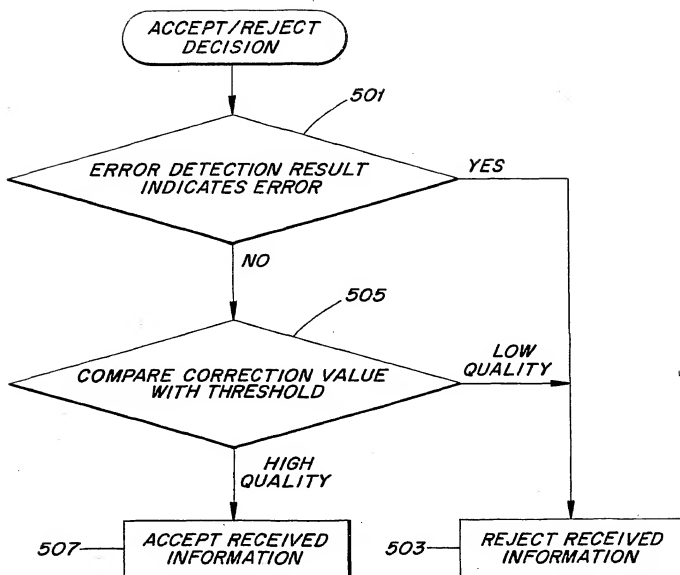 ACCEPT/REJECT
DECISION
501
ERROR DETECTION RESULT
INDICATES ERROR
YES
NO
505
COMPARE CORRECTION VALUE
WITH THRESHOLD
LOW
QUALITY
HIGH
QUALITY
507
ACCEPT RECEIVED
INFORMATION
503
REJECT RECEIVED
INFORMATION